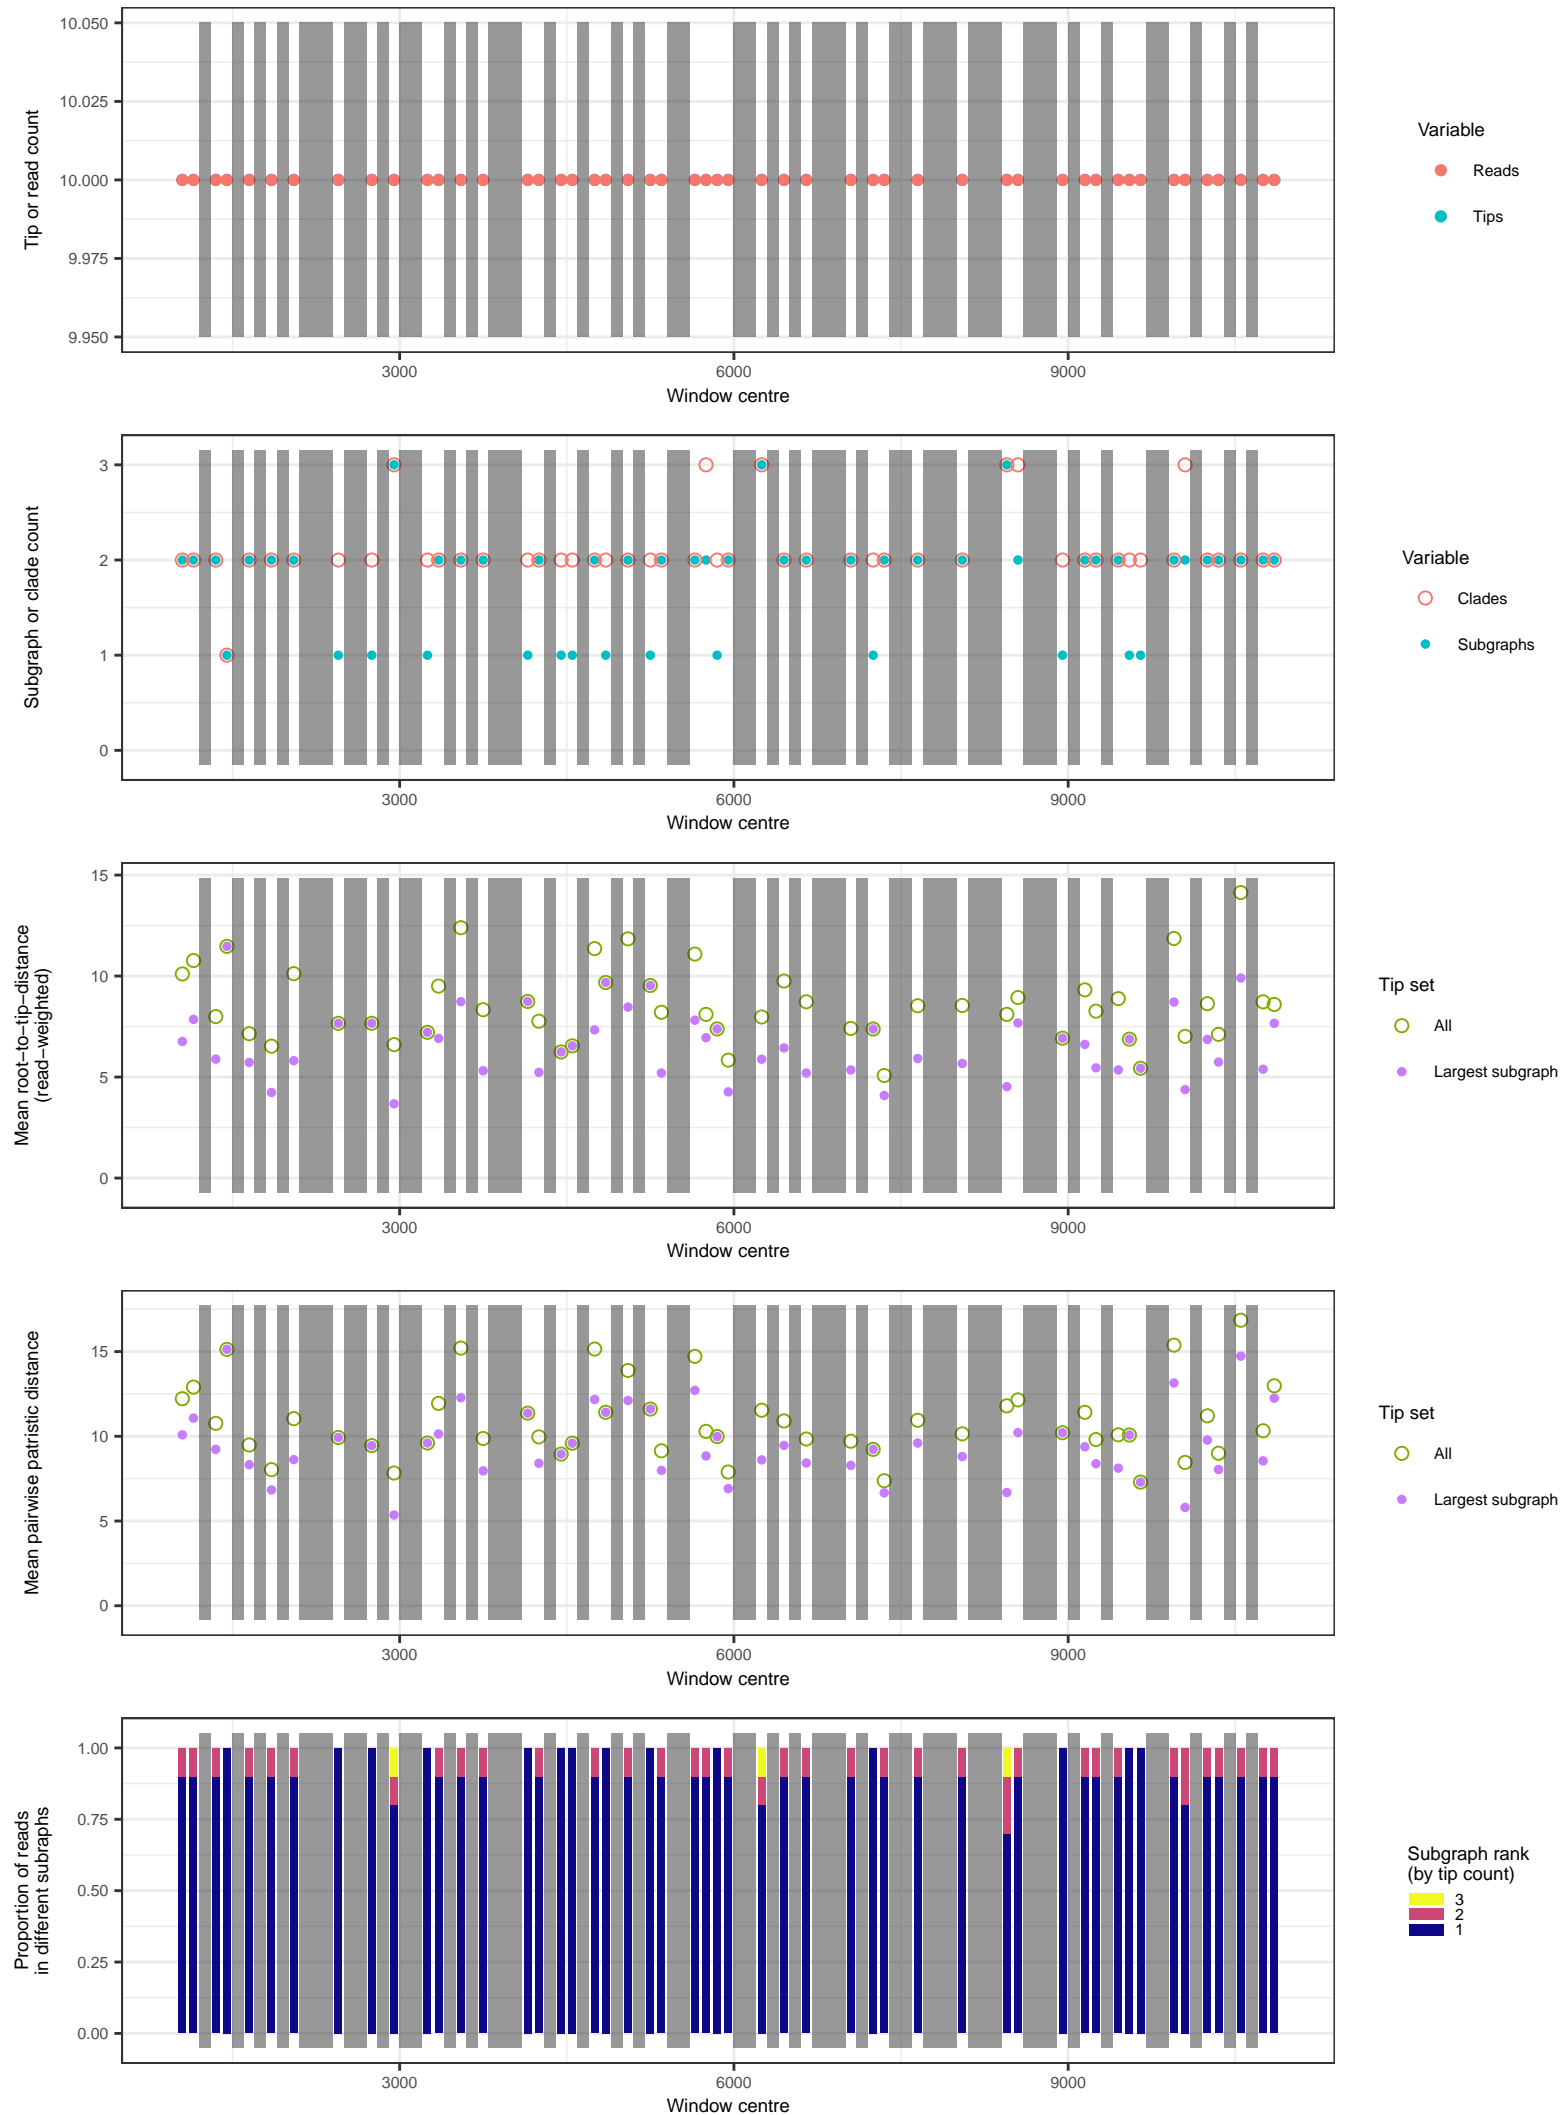 10.050
10.025
10.000
9.975
9.950
Tip or read count
3000
6000
9000
Window centre
Variable
Reads
Tips
3
2
1
0
Subgraph or clade count
3000
6000
9000
Window centre
Variable
Clades
Subgraphs
15
10
5
0
Mean root−to−tip−distance
(read−weighted)
3000
6000
9000
Window centre
Tip set
All
Largest subgraph
15
10
5
0
Mean pairwise patristic distance
3000
6000
9000
Window centre
Tip set
All
Largest subgraph
1.00
0.75
0.50
0.25
0.00
Proportion of reads
in different subraphs
3000
6000
9000
Window centre
Subgraph rank
(by tip count)
3
2
1